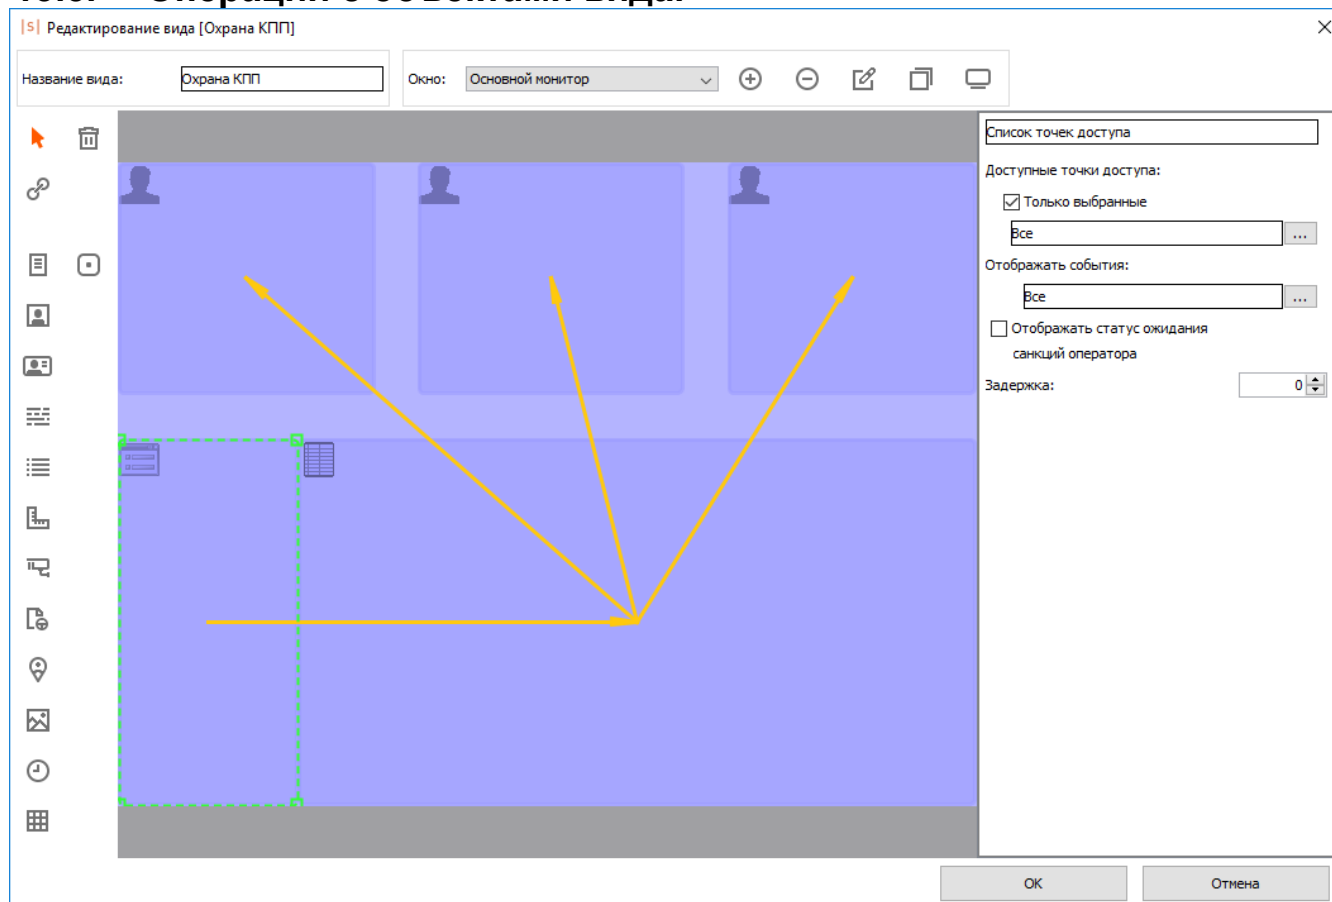 Редактирование вида [Охрана КПП]
Название вида:
Охрана КПП
Окно:
Основной монитор
Список точек доступа
Доступные точки доступа:
Только выбранные
Все
...
Отображать события:
Все
...
Отображать статус ожидания
санкций оператора
Задержка:
0
ОК
Отмена